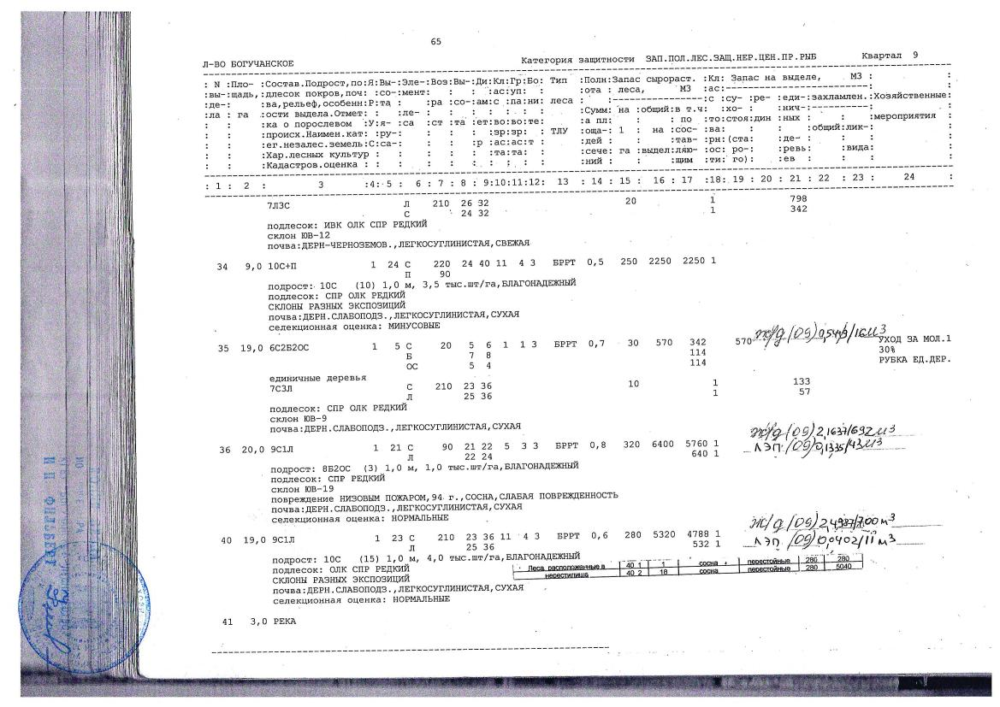 65
Л-ВО БОГУЧАНСКОЕ Категория защитности ЗАП.ПОЛ.ЛЕС.ЗАЩ.НЕР.ЦЕН.ПР.РЫБ Квартал 9
: N :Пло- :Состав.Подрост,по:Я:Вы-:Эле-:Воз:Вы-:Ди:Кл:Гр:Бо: Тип :Полн:Запас сырораст. :Кл: Запас на выделе, М3 :
:вы-:щадь,:длесок покров,поч: :со-:мент: : : :ас:уп: : :ота : леса, М3 :ас:------------------------:
:де-: :ва,рельеф,особенн:Р:та : :ра :со-:ам:с :па:ни: леса : :-----------------:с :су- :ре- :еди-:захламлен.:Хозяйственные:
:ла : га :ости выдела.Отмет: : :ле- : : : : : : : :Сумм: на :общий:в т.ч: :хо- : :нич-:----------: :
: : :ка о порослевом :У:я- :са :ст :та :ет:во:во:те: :а пл: : : по :то:стоя:дин :ных : : :мероприятия :
: : :происх.Наимен.кат: :ру-: : : : :эр:эр: : ТЛУ :оща-: 1 : на :сос- :ва: : :де- :общий:лик-: :
: : :ег.незалес.земель:С:са-: : : :р :ас:ас:т : :дей : : :тав- :рн:(ста: :де- : : : :
: : :Хар.лесных культур : : : : : : :та:та: : :сече: га :выдел:ляю- :ос: ро-: :ревь: :вида: :
: : :Кадастров.оценка : : : : : : : : : : : :ний : : :щим :ти: го): :ев : : : :
: 1 : 2 : 3 :4: 5 : 6 : 7 : 8 : 9:10:11:12: 13 : 14 : 15 : 16 : 17 :18: 19 : 20 : 21 : 22 : 23 : 24 :
7Л3С Л 210 26 32 20 1 798
С 24 32 1 342
подлесок: ИВК ОЛК СПР РЕДКИЙ
склон ЮВ-12
почва:ДЕРН-ЧЕРНОЗЕМОВ.,ЛЕГКОСУГЛИНИСТАЯ,СВЕЖАЯ
34 9,0 10С+П 1 24 С 220 24 40 11 4 3 БРРТ 0,5 250 2250 2250 1
П 90
подрост: 10С (10) 1,0 м, 3,5 тыс.шт/га,БЛАГОНАДЕЖНЫЙ
подлесок: СПР ОЛК РЕДКИЙ
СКЛОНЫ РАЗНЫХ ЭКСПОЗИЦИЙ
почва:ДЕРН.СЛАБОПОДЗ.,ЛЕГКОСУГЛИНИСТАЯ,СУХАЯ
селекционная оценка: МИНУСОВЫЕ
ж/д (09)
35 19,0 6С2Б2ОС 1 5 С 20 5 6 1 1 3 БРРТ 0,7 30 570 342 570 УХОД ЗА МОЛ.1
Б 7 8 114 30%
ОС 5 4 114 РУБКА ЕД.ДЕР.
единичные деревья
7С3Л С 210 23 36 10 1 133
Л 25 36 1 57
подлесок: СПР ОЛК РЕДКИЙ
склон ЮВ-9
почва:ДЕРН.СЛАБОПОДЗ.,ЛЕГКОСУГЛИНИСТАЯ,СУХАЯ
ж/д (09) 2,1637/692 м3
36 20,0 9С1Л 1 21 С 90 21 22 5 3 3 БРРТ 0,8 320 6400 5760 1 ЛЭП (09) 0,1335/43 м3
Л 22 24 640 1
подрост: 8Б2ОС (3) 1,0 м, 1,0 тыс.шт/га,БЛАГОНАДЕЖНЫЙ
подлесок: СПР РЕДКИЙ
склон ЮВ-19
повреждение НИЗОВЫМ ПОЖАРОМ,94 г.,СОСНА,СЛАБАЯ ПОВРЕЖДЕННОСТЬ
почва:ДЕРН.СЛАБОПОДЗ.,ЛЕГКОСУГЛИНИСТАЯ,СУХАЯ
селекционная оценка: НОРМАЛЬНЫЕ
ж/д (09) 2,4987/700 м3
40 19,0 9С1Л 1 23 С 210 23 36 11 4 3 БРРТ 0,6 280 5320 4788 1 ЛЭП (09) 0,0402/11 м3
Л 25 36 532 1
подрост: 10С (15) 1,0 м, 4,0 тыс.шт/га,БЛАГОНАДЕЖНЫЙ
Леса, расположенные в 40 1 1 сосна перестойные 280 280
подлесок: ОЛК СПР РЕДКИЙ
нерестилище 40 2 18 сосна перестойные 280 5040
СКЛОНЫ РАЗНЫХ ЭКСПОЗИЦИЙ
почва:ДЕРН.СЛАБОПОДЗ.,ЛЕГКОСУГЛИНИСТАЯ,СУХАЯ
селекционная оценка: НОРМАЛЬНЫЕ
41 3,0 РЕКА